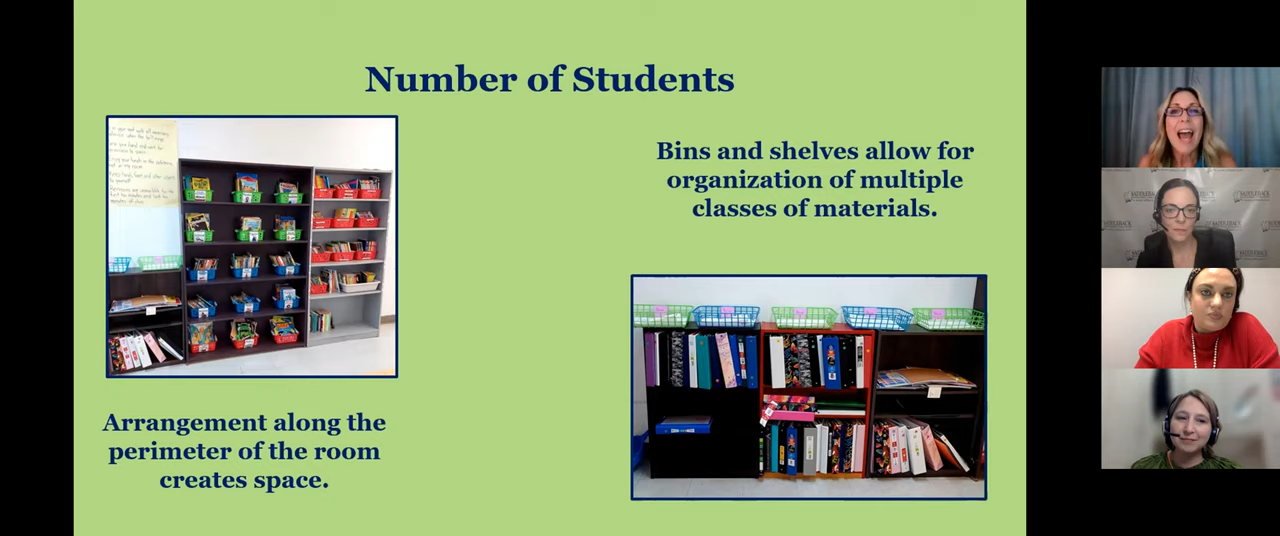 Number of Students
Bins and shelves allow for
organization of multiple
classes of materials.
Arrangement along the
perimeter of the room
creates space.
SADDLEBACK